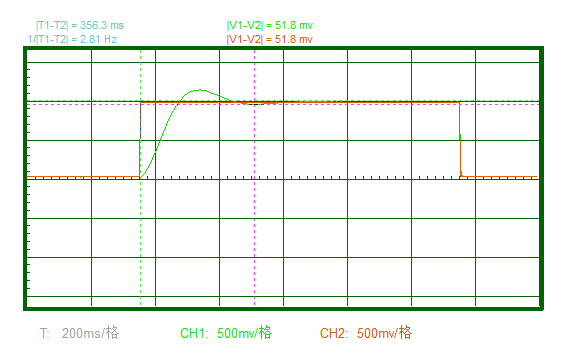 |T1-T2| = 356.3 ms |V1-V2| = 51.8 mv
1/|T1-T2| = 2.81 Hz |V1-V2| = 51.8 mv
T: 200ms/格 CH1: 500mv/格 CH2: 500mv/格